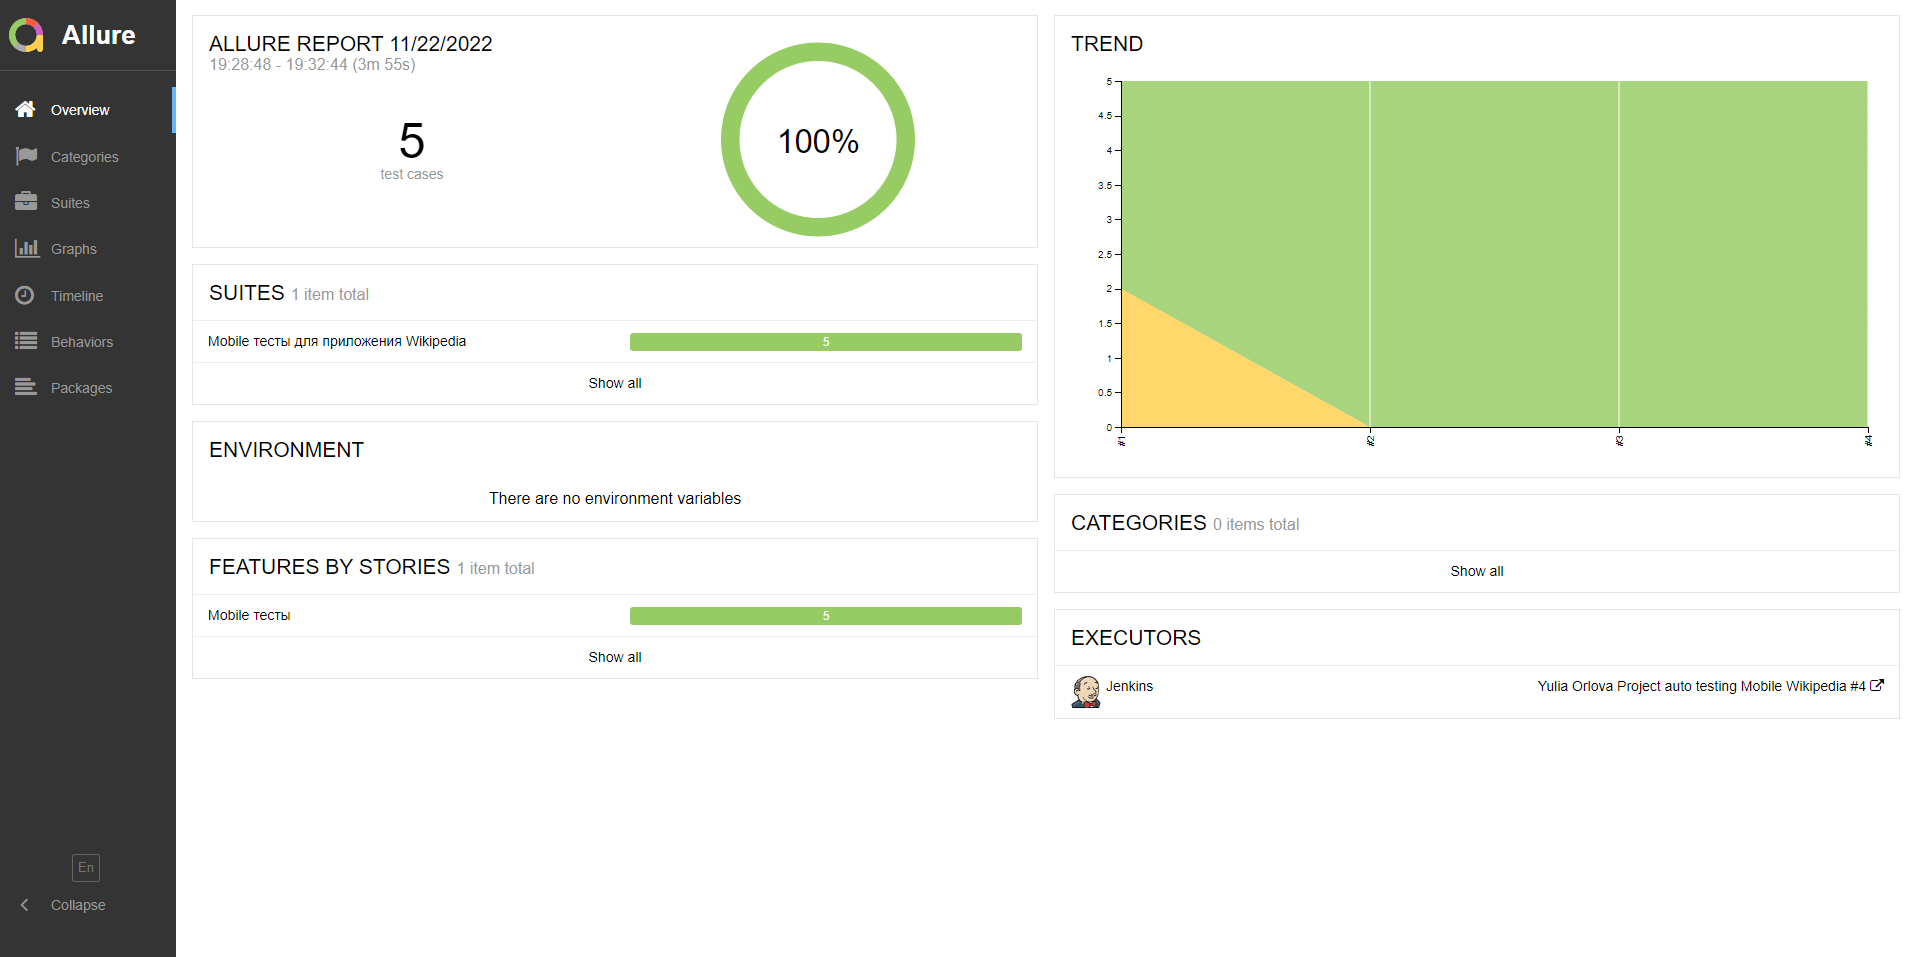 Allure
Overview
Categories
Suites
Graphs
Timeline
Behaviors
Packages
En
Collapse
ALLURE REPORT 11/22/2022
19:28:48 - 19:32:44 (3m 55s)
5
test cases
100%
SUITES 1 item total
Mobile тесты для приложения Wikipedia 5
Show all
ENVIRONMENT
There are no environment variables
FEATURES BY STORIES 1 item total
Mobile тесты 5
Show all
TREND
5
4.5
4
3.5
3
2.5
2
1.5
1
0.5
0
#1 #2 #3 #4
CATEGORIES 0 items total
Show all
EXECUTORS
Jenkins Yulia Orlova Project auto testing Mobile Wikipedia #4